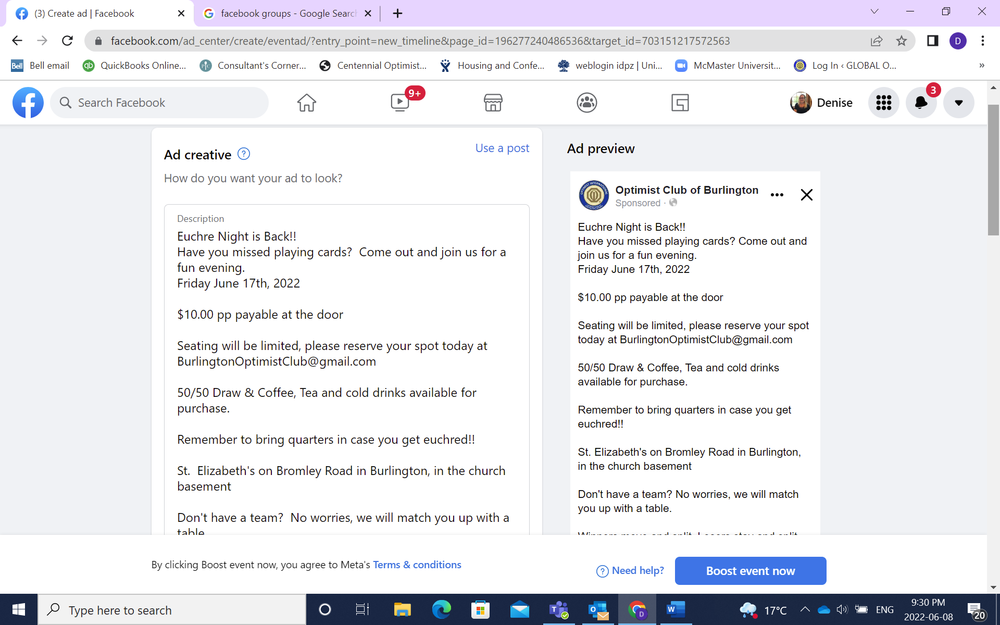 (3) Create ad | Facebook
facebook groups - Google Search
facebook.com/ad_center/create/eventad/?entry_point=new_timeline&page_id=196277240486536&target_id=703151217572563
D
Bell Bell email
qb QuickBooks Online...
Consultant's Corner...
Centennial Optimist...
Housing and Confe...
weblogin idpz | Uni...
McMaster Universit...
Log In ‹ GLOBAL O...
»
Search Facebook
9+
Denise
3
Ad creative ?
Use a post
How do you want your ad to look?
Description
Euchre Night is Back!!
Have you missed playing cards?  Come out and join us for a
fun evening.
Friday June 17th, 2022
$10.00 pp payable at the door
Seating will be limited, please reserve your spot today at
BurlingtonOptimistClub@gmail.com
50/50 Draw & Coffee, Tea and cold drinks available for
purchase.
Remember to bring quarters in case you get euchred!!
St.  Elizabeth's on Bromley Road in Burlington, in the church
basement
Don't have a team?  No worries, we will match you up with a
table
Ad preview
Optimist Club of Burlington
Sponsored ·
Euchre Night is Back!!
Have you missed playing cards? Come out and
join us for a fun evening.
Friday June 17th, 2022
$10.00 pp payable at the door
Seating will be limited, please reserve your spot
today at BurlingtonOptimistClub@gmail.com
50/50 Draw & Coffee, Tea and cold drinks
available for purchase.
Remember to bring quarters in case you get
euchred!!
St. Elizabeth's on Bromley Road in Burlington,
in the church basement
Don't have a team? No worries, we will match
you up with a table.
Winners move and split. Losers stay and split
By clicking Boost event now, you agree to Meta's Terms & conditions
? Need help?
Boost event now
Type here to search
17°C
ENG
9:30 PM
2022-06-08
20